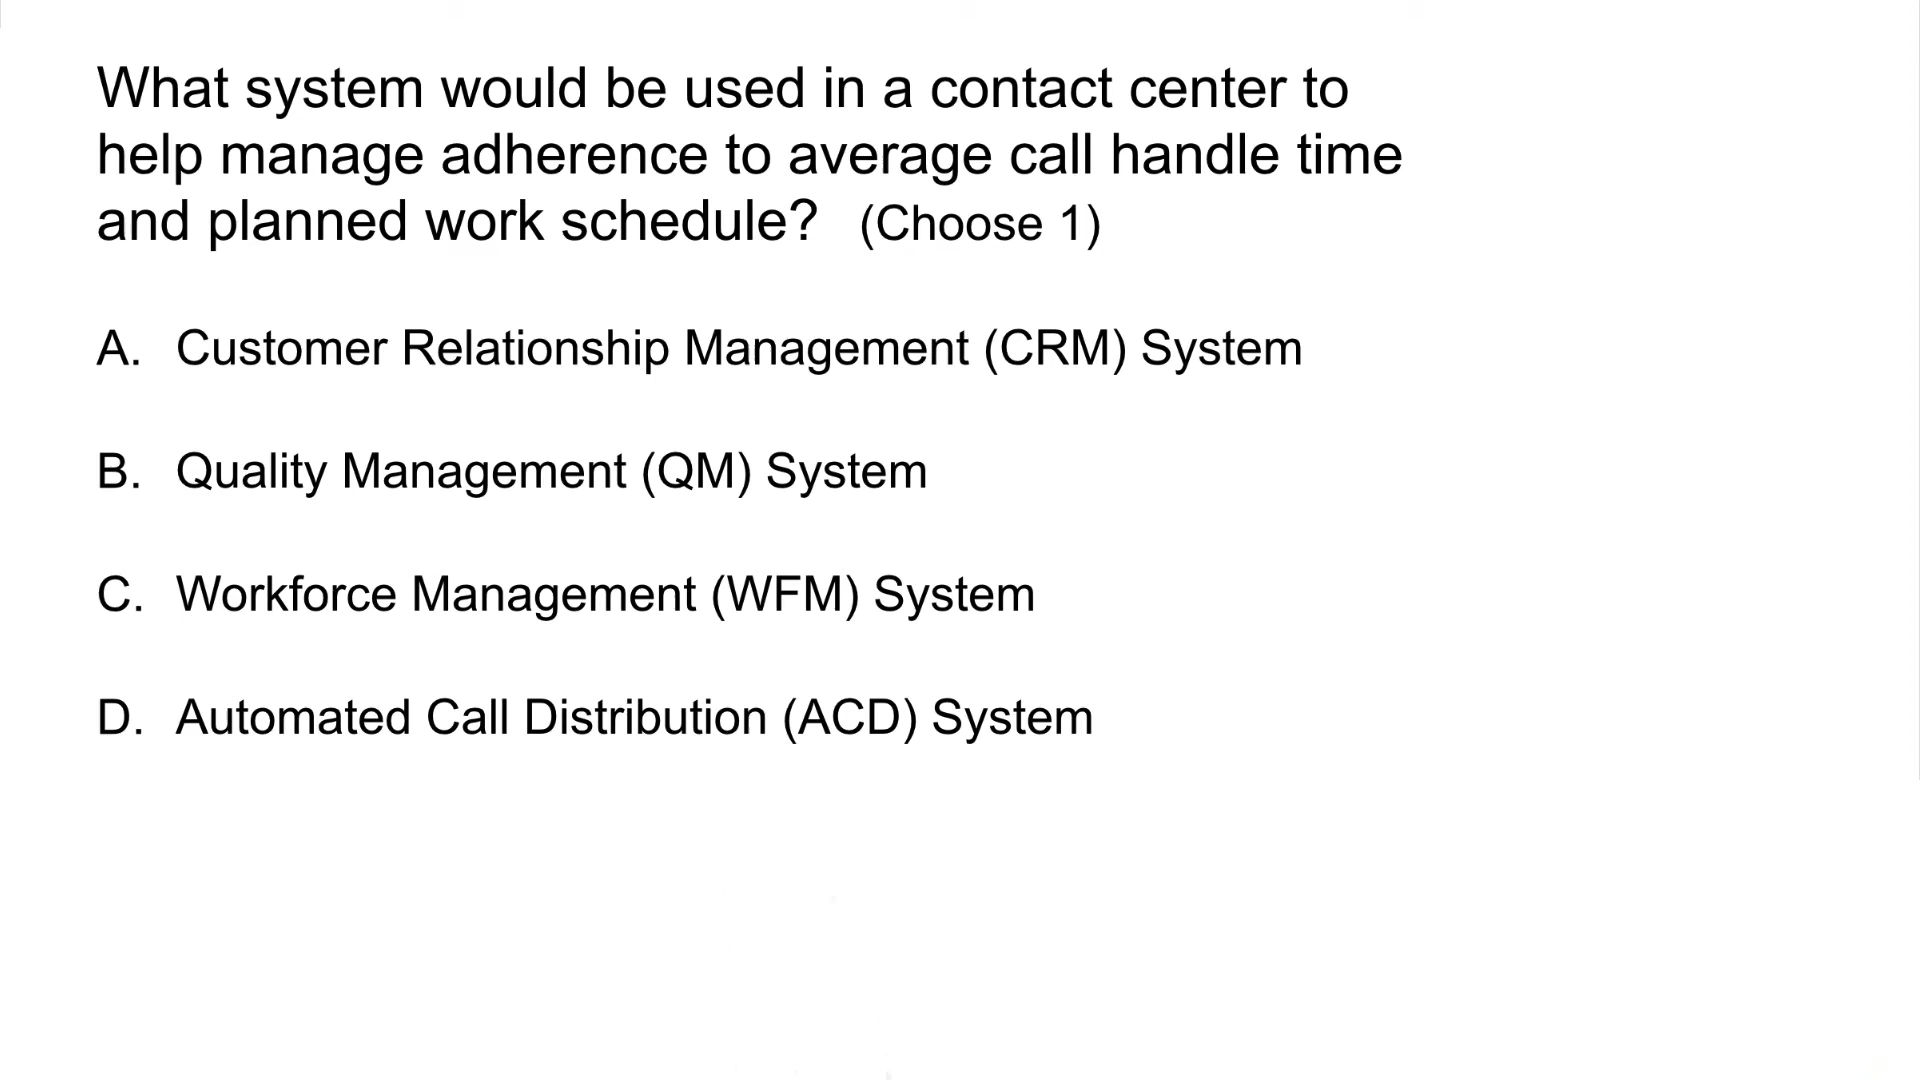 What system would be used in a contact center to
help manage adherence to average call handle time
and planned work schedule? (Choose 1)
A. Customer Relationship Management (CRM) System
B. Quality Management (QM) System
C. Workforce Management (WFM) System
D. Automated Call Distribution (ACD) System